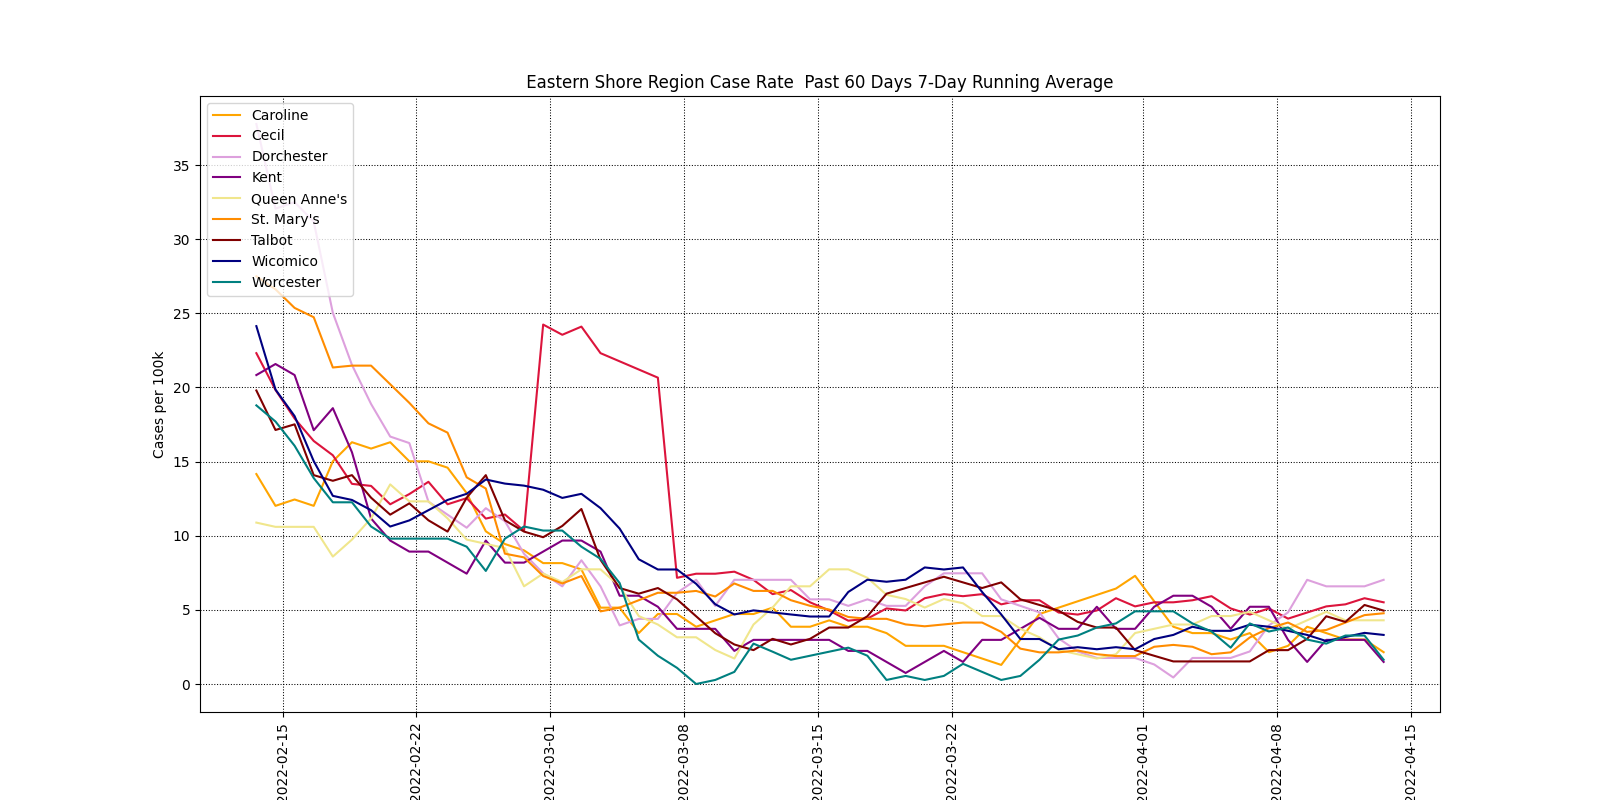 Eastern Shore Region Case Rate  Past 60 Days 7-Day Running Average
Caroline
Cecil
Dorchester
Kent
Queen Anne's
St. Mary's
Talbot
Wicomico
Worcester
Cases per 100k
35
30
25
20
15
10
5
0
2022-02-15
2022-02-22
2022-03-01
2022-03-08
2022-03-15
2022-03-22
2022-04-01
2022-04-08
2022-04-15